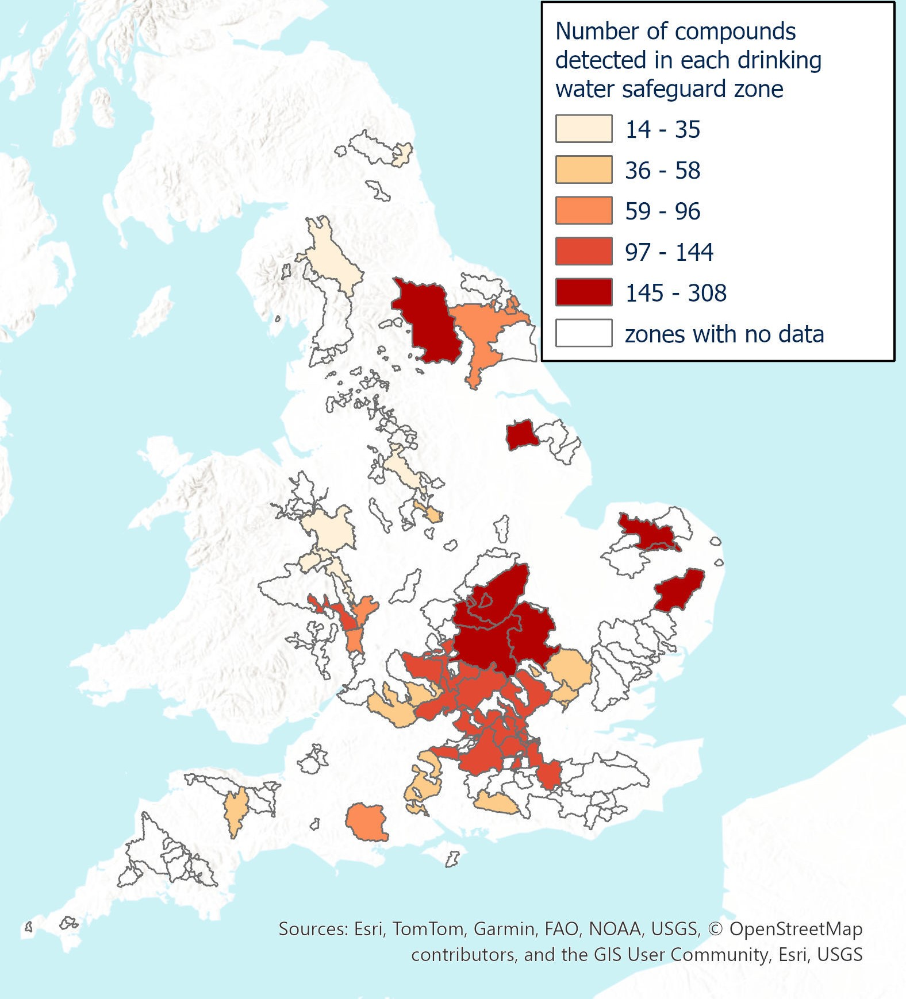 Number of compounds
detected in each drinking
water safeguard zone
14 - 35
36 - 58
59 - 96
97 - 144
145 - 308
zones with no data
Sources: Esri, TomTom, Garmin, FAO, NOAA, USGS, © OpenStreetMap
contributors, and the GIS User Community, Esri, USGS